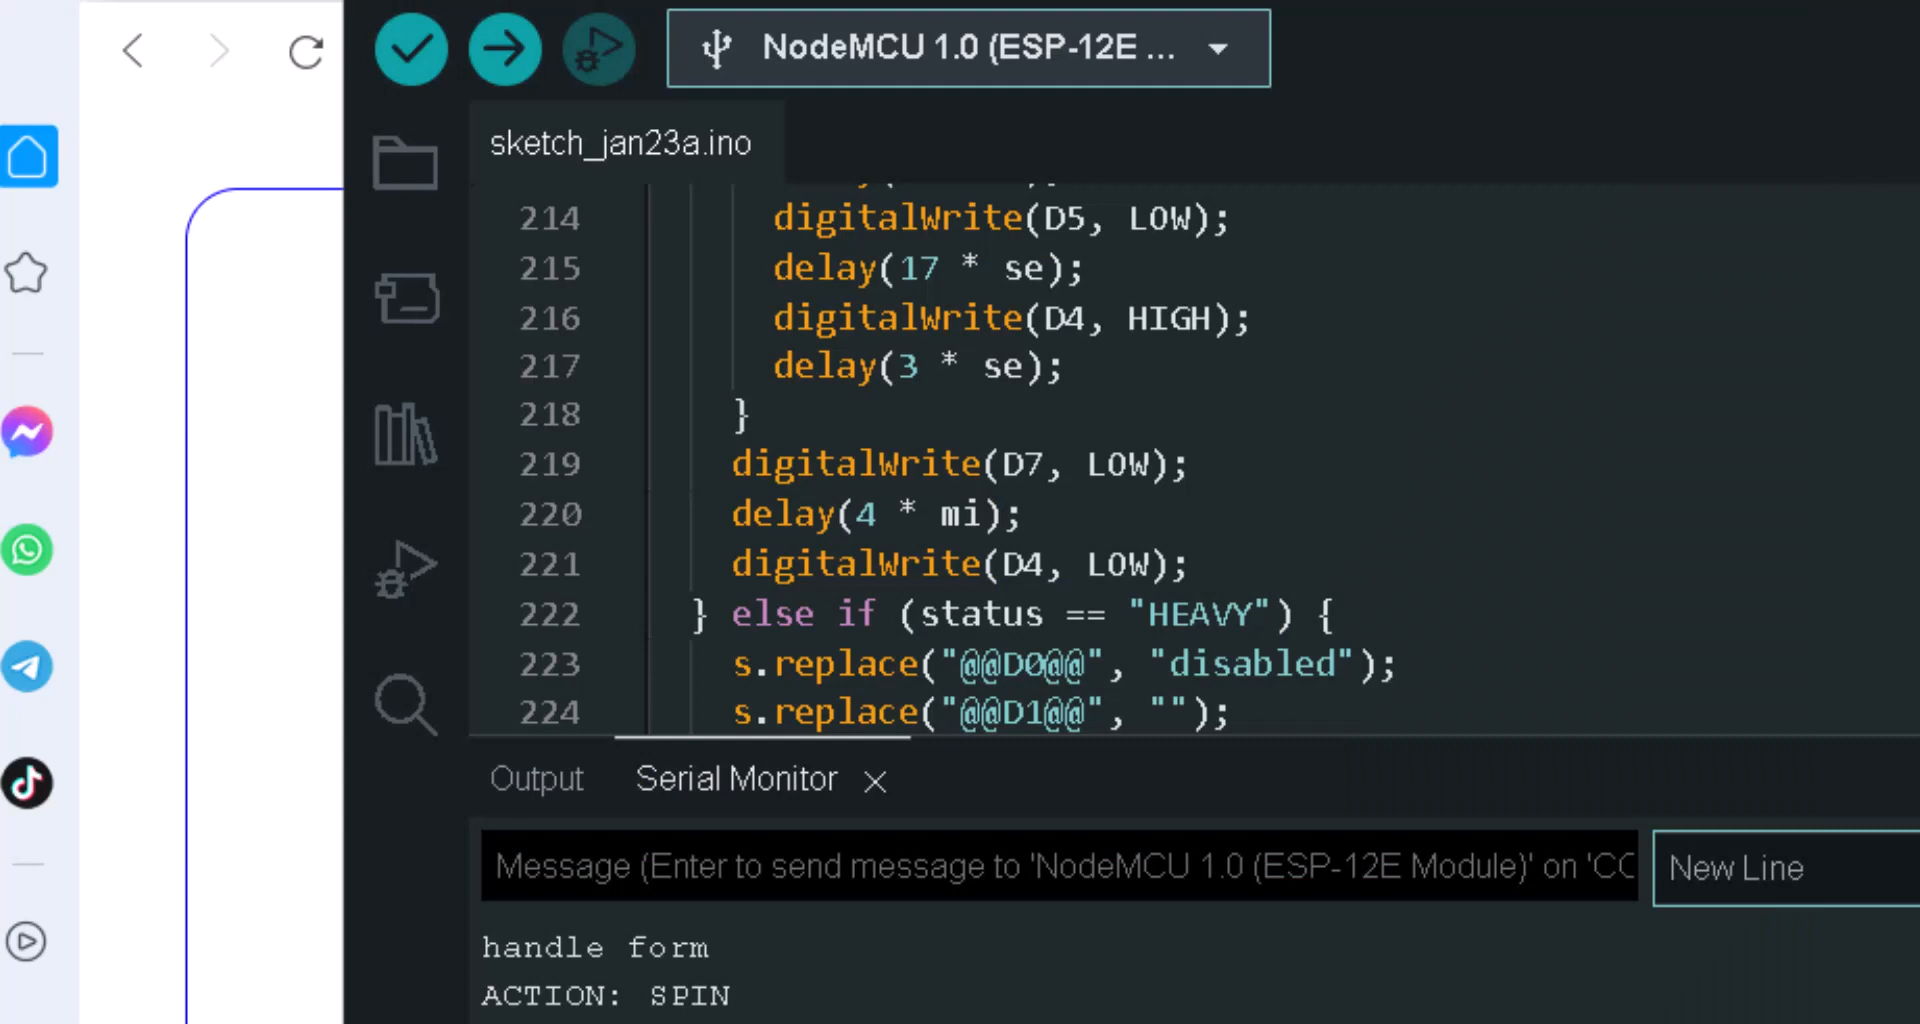 NodeMCU 1.0 (ESP-12E ...
sketch_jan23a.ino
214 digitalWrite(D5, LOW);
215 delay(17 * se);
216 digitalWrite(D4, HIGH);
217 delay(3 * se);
218 }
219 digitalWrite(D7, LOW);
220 delay(4 * mi);
221 digitalWrite(D4, LOW);
222 } else if (status == "HEAVY") {
223 s.replace("@@D0@@", "disabled");
224 s.replace("@@D1@@", "");
Output Serial Monitor
Message (Enter to send message to 'NodeMCU 1.0 (ESP-12E Module)' on 'CO
New Line
handle form
ACTION: SPIN